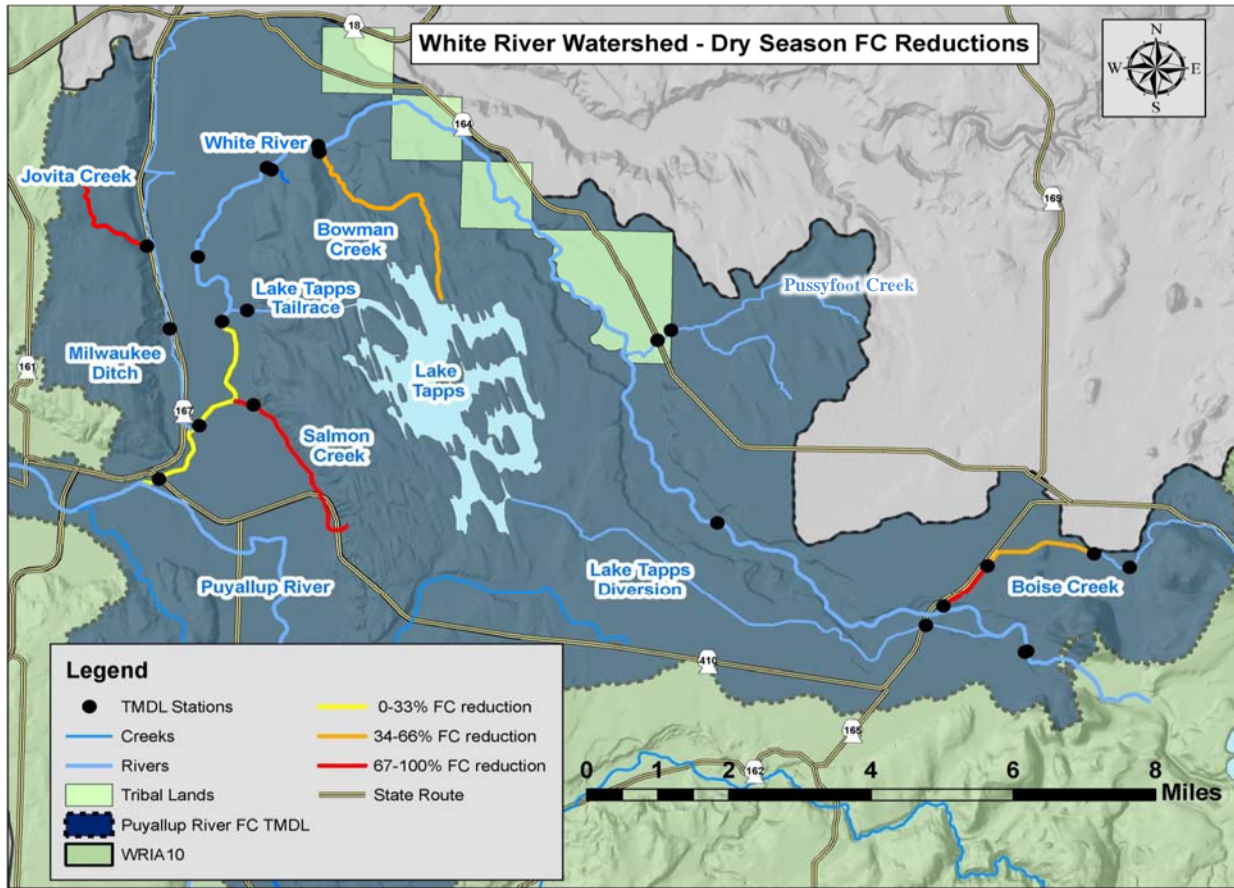 18
White River Watershed - Dry Season FC Reductions
N
W E
S
164
White River
169
Jovita Creek
Bowman
Creek
Lake Tapps
Tailrace
Pussyfoot Creek
Milwaukee
Ditch
161
Lake
Tapps
167
Salmon
Creek
Puyallup River
Lake Tapps
Diversion
Boise Creek
410
165
162
Legend
TMDL Stations
Creeks
Rivers
Tribal Lands
Puyallup River FC TMDL
WRIA10
0-33% FC reduction
34-66% FC reduction
67-100% FC reduction
State Route
0 1 2 4 6 8
Miles